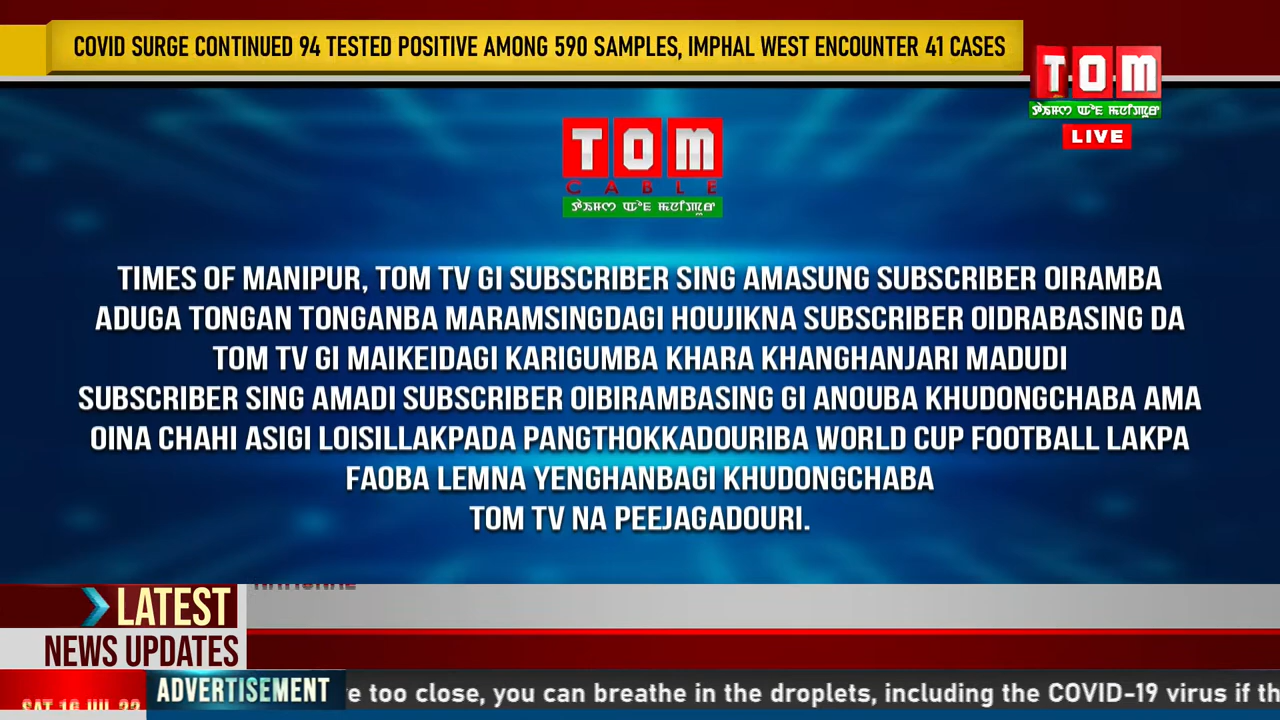 COVID SURGE CONTINUED 94 TESTED POSITIVE AMONG 590 SAMPLES, IMPHAL WEST ENCOUNTER 41 CASES
TOM
LIVE
TOM
CABLE
TIMES OF MANIPUR, TOM TV GI SUBSCRIBER SING AMASUNG SUBSCRIBER OIRAMBA
ADUGA TONGAN TONGANBA MARAMSINGDAGI HOUJIKNA SUBSCRIBER OIDRABASING DA
TOM TV GI MAIKEIDAGI KARIGUMBA KHARA KHANGHANJARI MADUDI
SUBSCRIBER SING AMADI SUBSCRIBER OIBIRAMBASING GI ANOUBA KHUDONGCHABA AMA
OINA CHAHI ASIGI LOISILLAKPADA PANGTHOKKADOURIBA WORLD CUP FOOTBALL LAKPA
FAOBA LEMNA YENGHANBAGI KHUDONGCHABA
TOM TV NA PEEJAGADOURI.
LATEST
NEWS UPDATES
ADVERTISEMENT
too close, you can breathe in the droplets, including the COVID-19 virus if